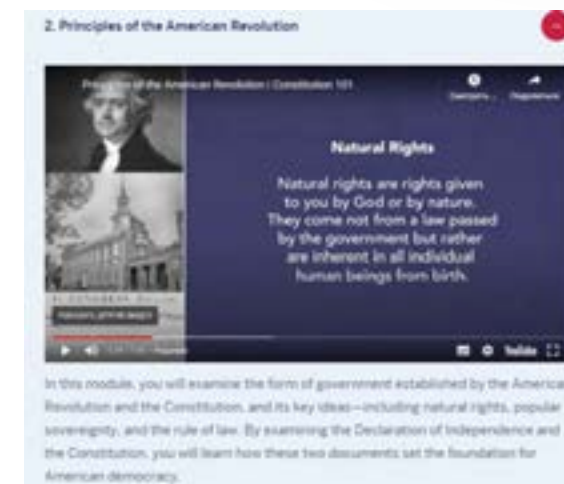 2. Principles of the American Revolution
Principles of the American Revolution | Constitution 101
Смотреть... Поделиться
Natural Rights
Natural rights are rights given
to you by God or by nature.
They come not from a law passed
by the government but rather
are inherent in all individual
human beings from birth.
YouTube
In this module, you will examine the form of government established by the America
Revolution and the Constitution, and its key ideas—including natural rights, popular
sovereignty, and the rule of law. By examining the Declaration of Independence and
the Constitution, you will learn how these two documents set the foundation for
American democracy.